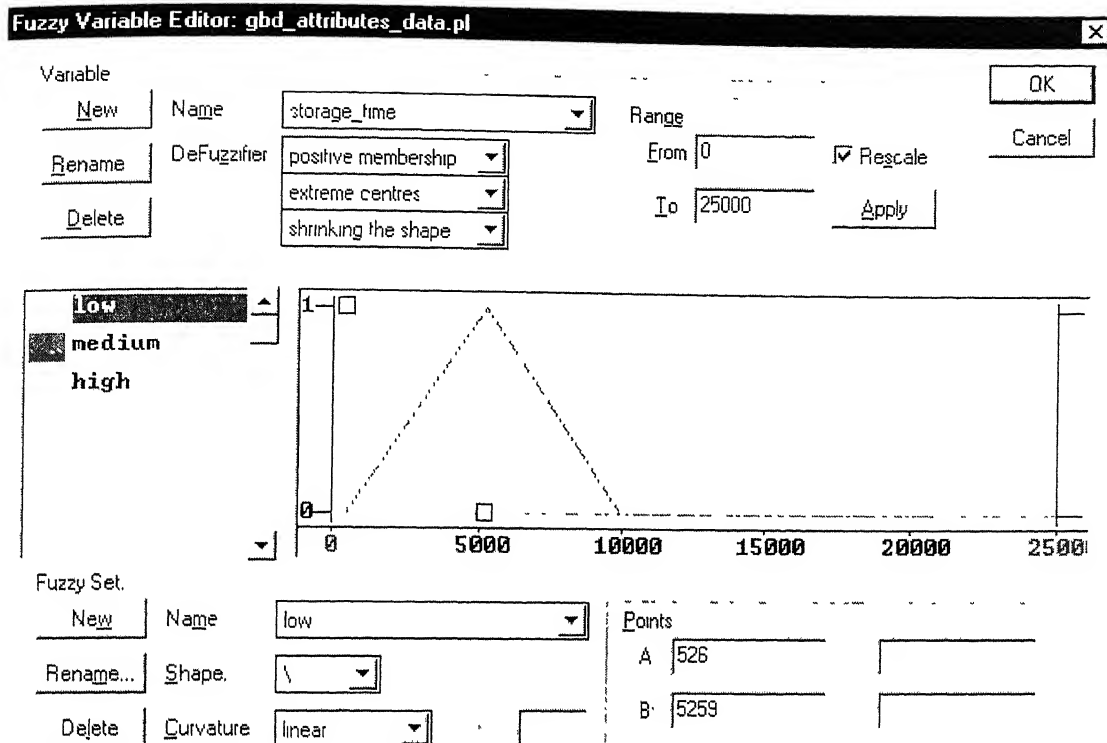 Fuzzy Variable Editor: gbd_attributes_data.pl
Variable
New Name storage_time
Range
OK
Rename DeFuzzifier positive membership
From 0
Rescale
Cancel
extreme centres
Delete
shrinking the shape
To 25000
Apply
low
medium
high
1
0
0 5000 10000 15000 20000 2500
Fuzzy Set.
New Name low
Points
Rename... Shape. \
A 526
B 5259
Delete Curvature linear